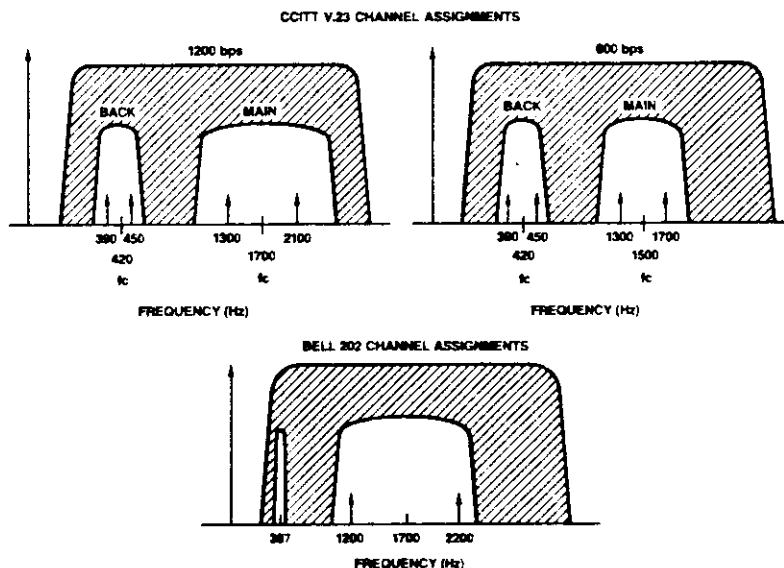 CCITT V.23 CHANNEL ASSIGNMENTS
1200 bps
BACK
MAIN
390 450
1300
2100
420
1700
fc
fc
FREQUENCY (Hz)
600 bps
BACK
MAIN
390 450
1300
1700
420
1500
fc
fc
FREQUENCY (Hz)
BELL 202 CHANNEL ASSIGNMENTS
387
1200
1700
2200
FREQUENCY (Hz)